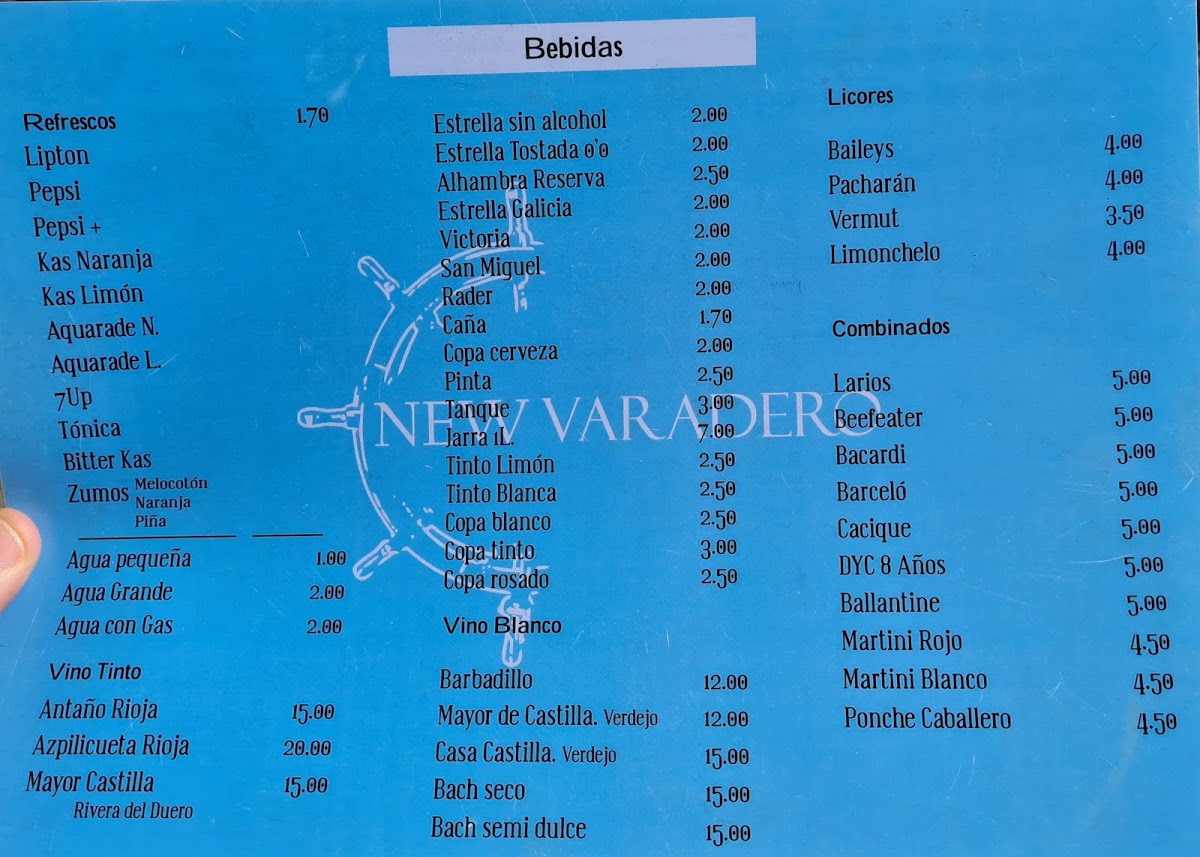 Bebidas
Refrescos 1.70
Lipton
Pepsi
Pepsi +
Kas Naranja
Kas Limón
Aquarade N.
Aquarade L.
7Up
Tónica
Bitter Kas
Zumos Melocotón
Naranja
Piña
Agua pequeña 1.00
Agua Grande 2.00
Agua con Gas 2.00
Vino Tinto
Antaño Rioja 15.00
Azpilicueta Rioja 20.00
Mayor Castilla 15.00
Rivera del Duero
Estrella sin alcohol 2.00
Estrella Tostada 0'0 2.00
Alhambra Reserva 2.50
Estrella Galicia 2.00
Victoria 2.00
San Miguel 2.00
Rader 2.00
Caña 1.70
Copa cerveza 2.00
Pinta 2.50
Tanque 3.00
Jarra 1L. 7.00
Tinto Limón 2.50
Tinto Blanca 2.50
Copa blanco 2.50
Copa tinto 3.00
Copa rosado 2.50
Vino Blanco
Barbadillo 12.00
Mayor de Castilla. Verdejo 12.00
Casa Castilla. Verdejo 15.00
Bach seco 15.00
Bach semi dulce 15.00
NEW VARADERO
Licores
Baileys 4.00
Pacharán 4.00
Vermut 3.50
Limonchelo 4.00
Combinados
Larios 5.00
Beefeater 5.00
Bacardi 5.00
Barceló 5.00
Cacique 5.00
DYC 8 Años 5.00
Ballantine 5.00
Martini Rojo 4.50
Martini Blanco 4.50
Ponche Caballero 4.50